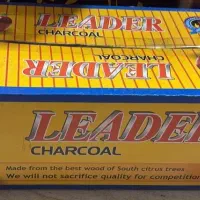 LEADER
CHARCOAL
LEADER
CHARCOAL
LEADER
CHARCOAL
Made from the best wood of South citrus trees.
We will not sacrifice quality for competition